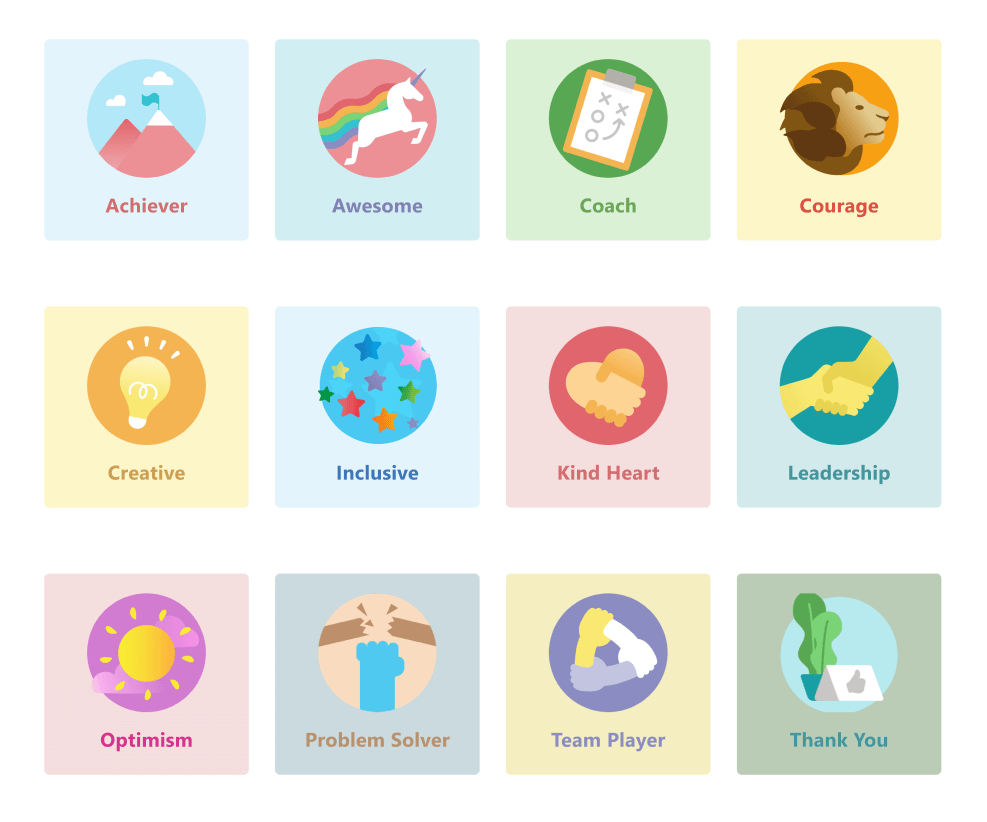 Achiever
Awesome
Coach
Courage
Creative
Inclusive
Kind Heart
Leadership
Optimism
Problem Solver
Team Player
Thank You